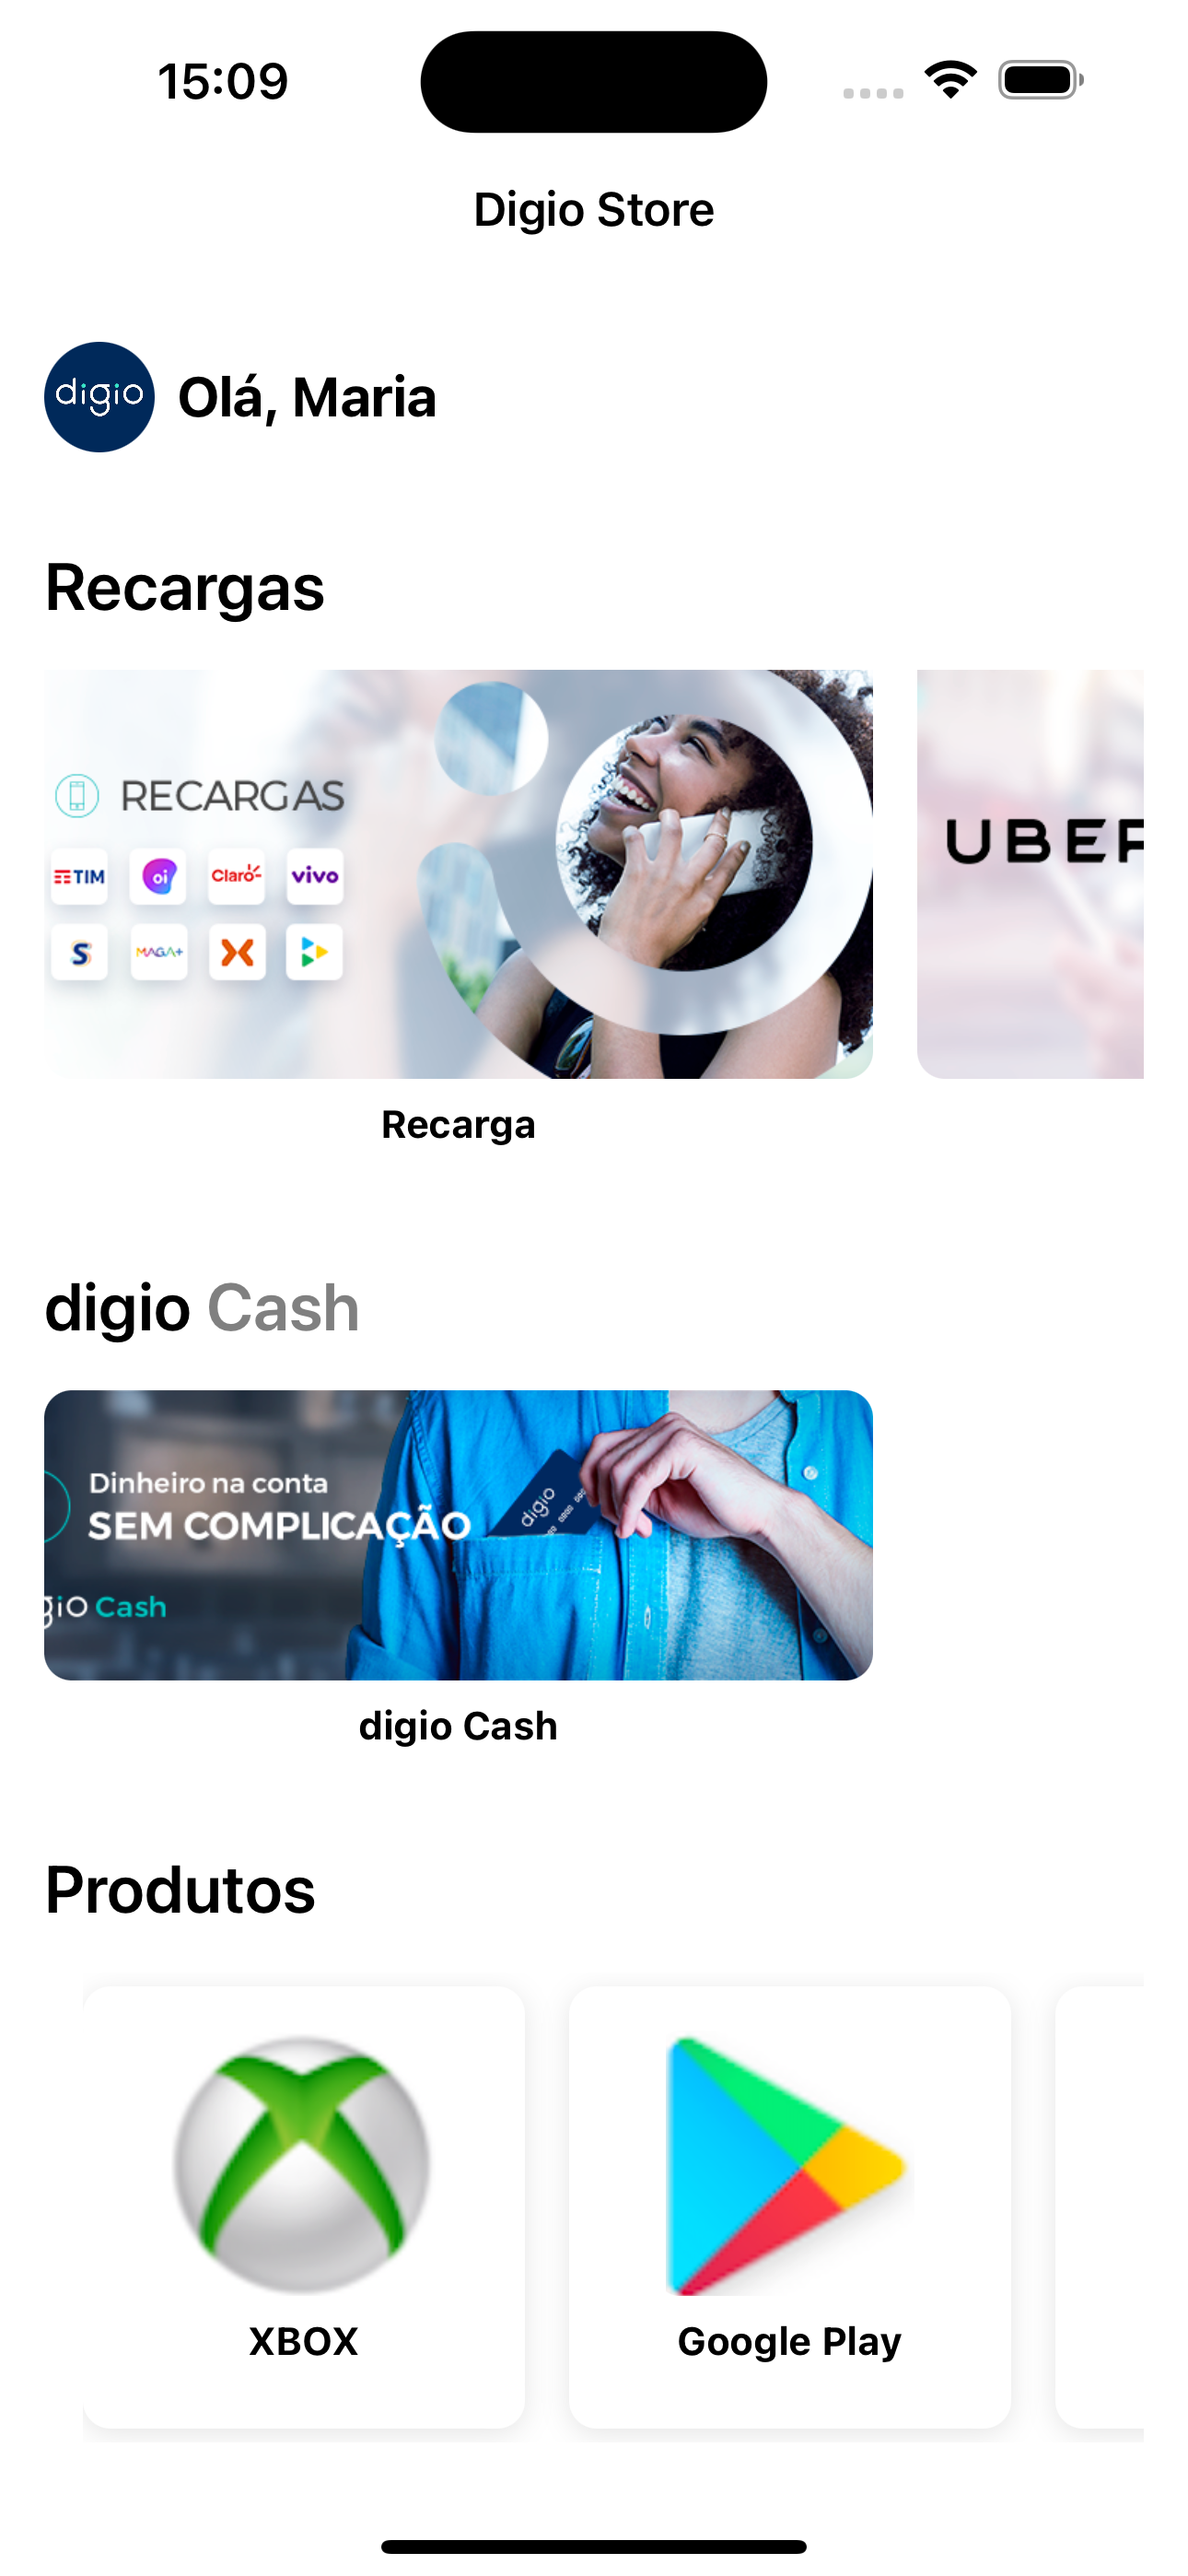 15:09
Digio Store
digio
Olá, Maria
Recargas
RECARGAS
TIM
oi
Claro
vivo
S
MAGA+
UBER
Recarga
digio Cash
Dinheiro na conta
SEM COMPLICAÇÃO
digio
giO Cash
digio Cash
Produtos
XBOX
Google Play